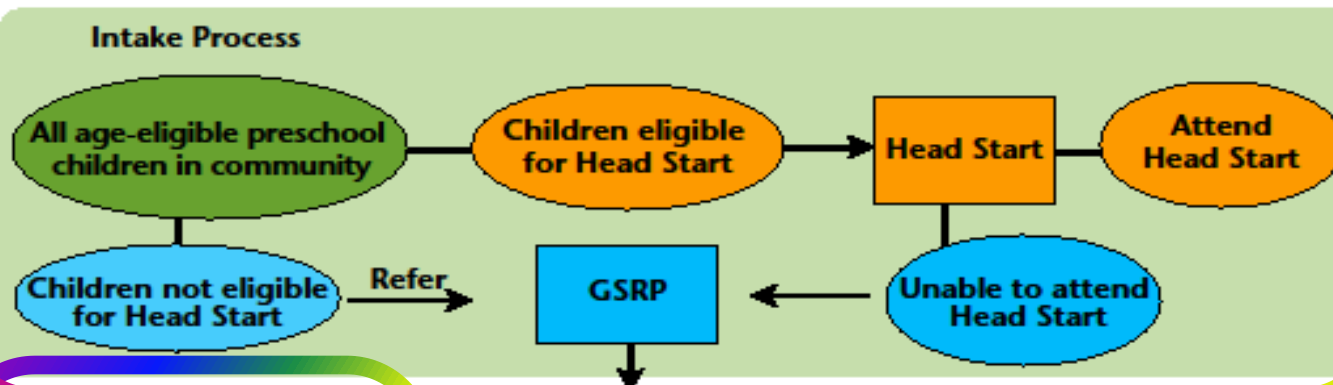 Intake Process
All age-eligible preschool
children in community
Children eligible
for Head Start
Head Start
Attend
Head Start
Children not eligible
for Head Start
Refer
GSRP
Unable to attend
Head Start